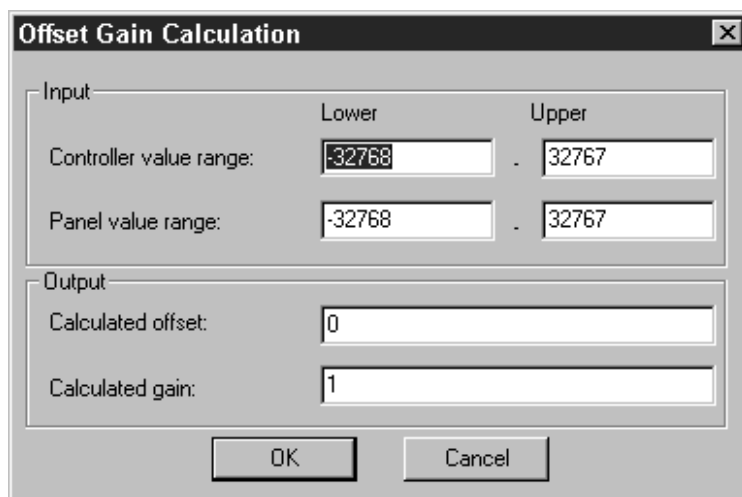 Offset Gain Calculation
Input
Lower Upper
Controller value range: -32768 . 32767
Panel value range: -32768 . 32767
Output
Calculated offset: 0
Calculated gain: 1
OK Cancel